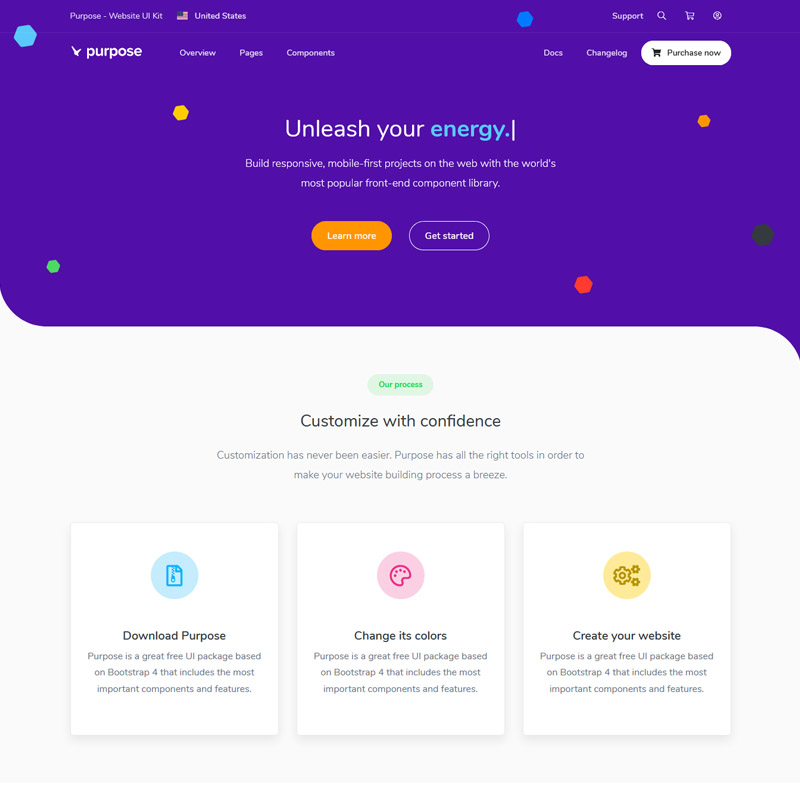 Purpose - Website UI Kit United States Support
purpose Overview Pages Components Docs Changelog Purchase now
Unleash your energy.|
Build responsive, mobile-first projects on the web with the world's
most popular front-end component library.
Learn more Get started
Our process
Customize with confidence
Customization has never been easier. Purpose has all the right tools in order to
make your website building process a breeze.
Download Purpose
Purpose is a great free UI package based
on Bootstrap 4 that includes the most
important components and features.
Change its colors
Purpose is a great free UI package based
on Bootstrap 4 that includes the most
important components and features.
Create your website
Purpose is a great free UI package based
on Bootstrap 4 that includes the most
important components and features.